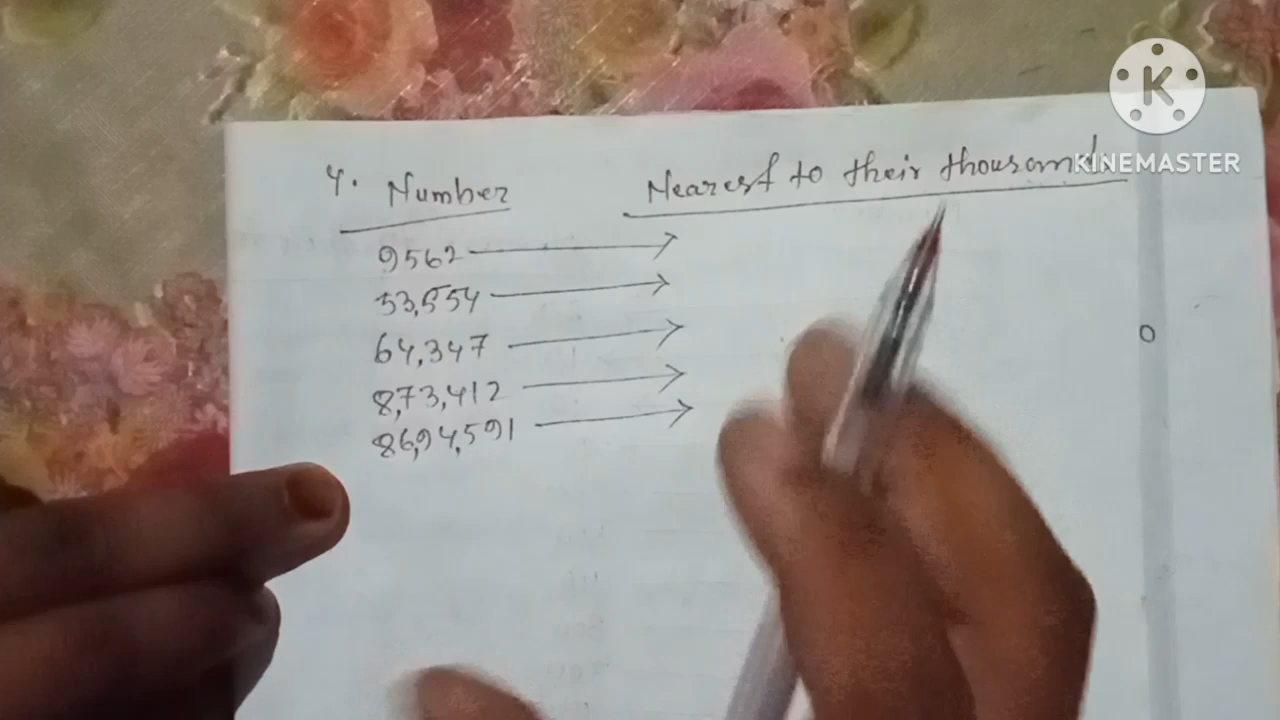 4. Number Nearest to their thousand
9562 →
53,554 →
64,347 →
8,73,412 →
86,94,591 →
K
KINEMASTER